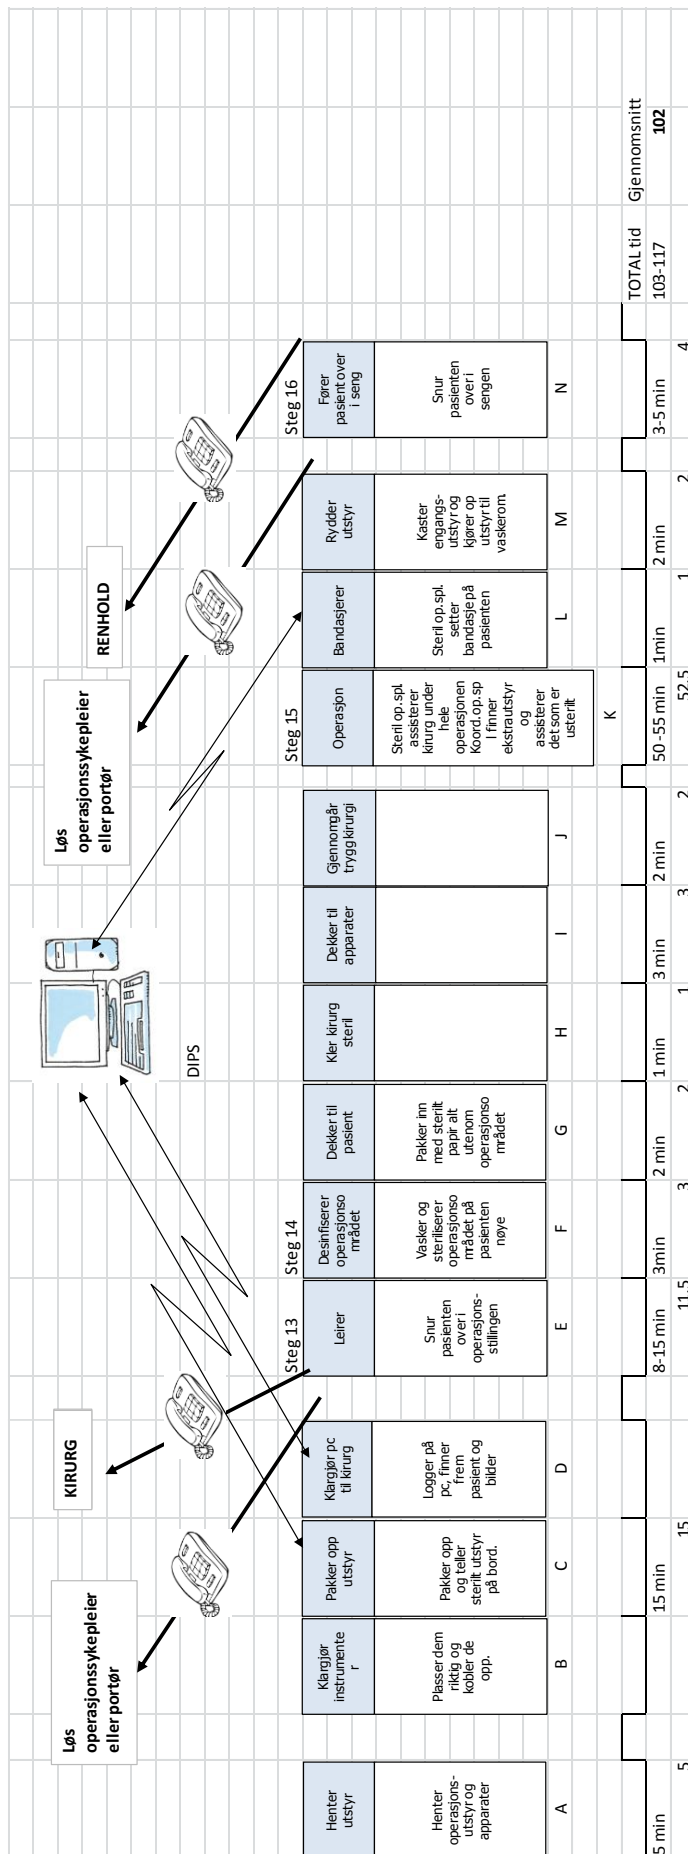 Løs
operasjonssykepleier
eller portør
KIRURG
DIPS
Løs
operasjonssykepleier
eller portør
RENHOLD
Steg 13
Steg 14
Steg 15
Steg 16
Henter
utstyr
Henter
operasjons-
utstyr og
apparater
A
Klargjør
instrumente
r
Plasser dem
riktig og
kobler de
opp.
B
Pakker opp
utstyr
Pakker opp
og teller
sterilt utstyr
på bord.
C
Klargjør pc
til kirurg
Logger på
pc, finner
frem
pasient og
bilder
D
Leirer
Snur
pasienten
over i
operasjons-
stillingen
E
Desinfiserer
operasjonso
mrådet
Vasker og
steriliserer
operasjonso
mrådet på
pasienten
nøye
F
Dekker til
pasient
Pakker inn
med sterilt
papir alt
utenom
operasjonso
mrådet
G
Kler kirurg
steril
H
Dekker til
apparater
I
Gjennomgår
trygg kirurgi
J
Operasjon
Steril op.spl.
assisterer
kirurg under
hele
operasjonen
Koord.op.sp
l finner
ekstrautstyr
og
assisterer
det som er
usterilt
K
Bandasjerer
Steril op.spl.
setter
bandasje på
pasienten
L
Rydder
utstyr
Kaster
engangs-
utstyr og
kjører op
utstyr til
vaskerom.
M
Fører
pasient over
i seng
Snur
pasienten
over i
sengen
N
TOTAL tid Gjennomsnitt
5 min 15 min 8-15 min 3min 2 min 1 min 3 min 2 min 50 -55 min 1min 2 min 3-5 min 103-117 102
5 15 11,5 3 2 1 3 2 52,5 1 2 4